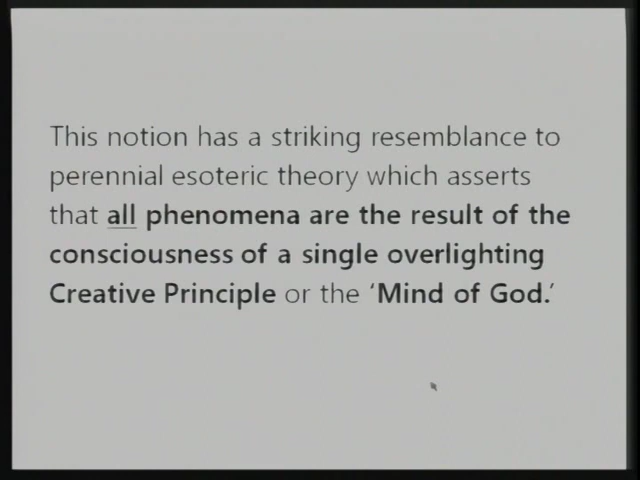 This notion has a striking resemblance to
perennial esoteric theory which asserts
that all phenomena are the result of the
consciousness of a single overlighting
Creative Principle or the ‘Mind of God.’